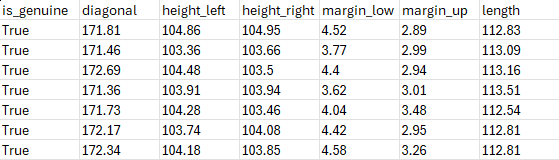 is_genuine diagonal height_left height_right margin_low margin_up length
True 171.81 104.86 104.95 4.52 2.89 112.83
True 171.46 103.36 103.66 3.77 2.99 113.09
True 172.69 104.48 103.5 4.4 2.94 113.16
True 171.36 103.91 103.94 3.62 3.01 113.51
True 171.73 104.28 103.46 4.04 3.48 112.54
True 172.17 103.74 104.08 4.42 2.95 112.81
True 172.34 104.18 103.85 4.58 3.26 112.81